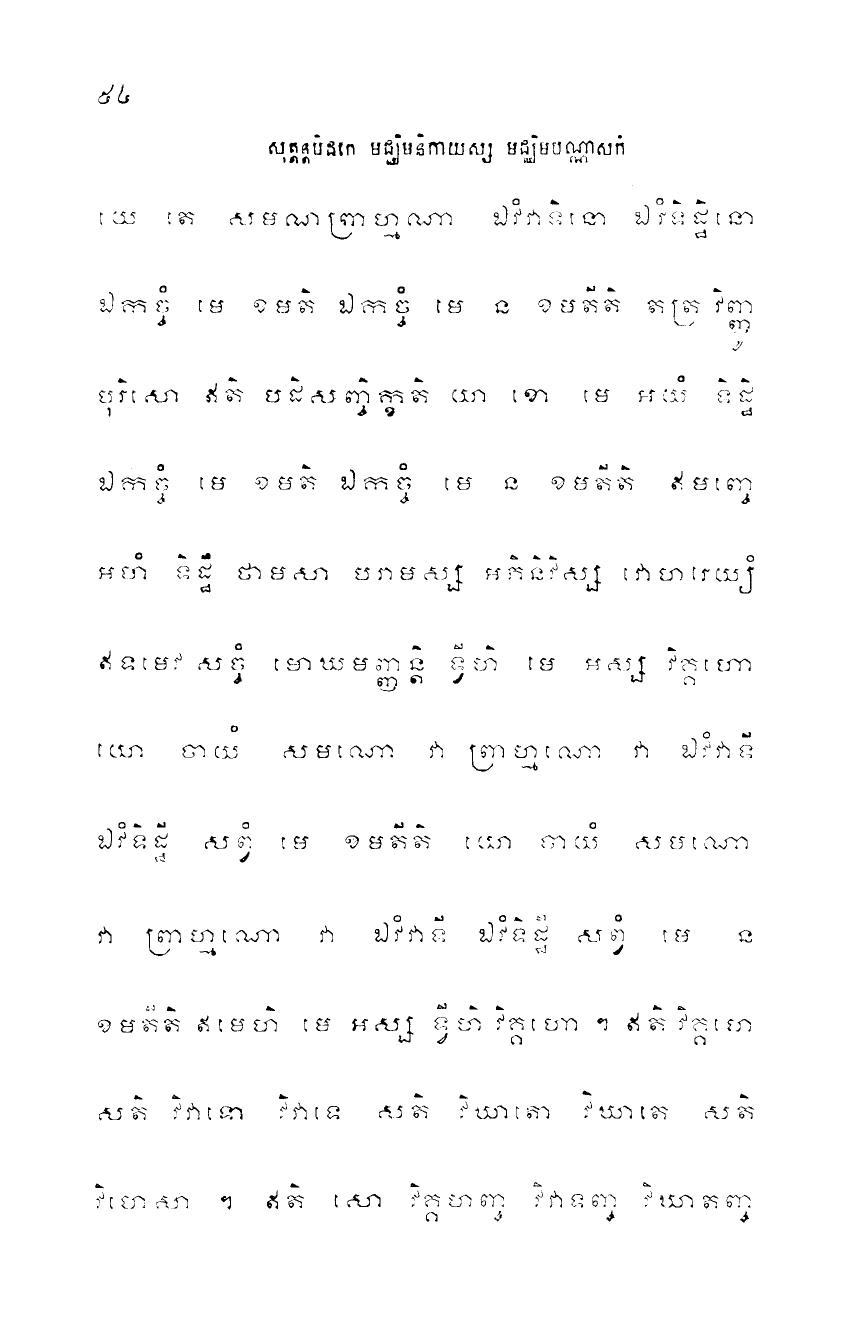 ៥៤
សុត្តន្តបិដកេ មជ្ឈិមនិកាយស្ស មជ្ឈិមបណ្ណាសកំ
យេ តេ សមណព្រាហ្មណា ឯវំវាទិនោ ឯវំទិដ្ឋិនោ
ឯកច្ចំ មេ ខមតិ ឯកច្ចំ មេ ន ខមតីតិ តត្រ វិញ្ញូ
បុរិសោ ឥតិ បដិសញ្ចិក្ខតិ យា ខោ មេ អយំ ទិដ្ឋិ
ឯកច្ចំ មេ ខមតិ ឯកច្ចំ មេ ន ខមតីតិ ឥមញ្ចេ
អហំ ទិដ្ឋឹ ថាមសា បរាមស្ស អភិនិវិស្ស វោហរេយ្យំ
ឥទមេវ សច្ចំ មោឃមញ្ញន្តិ ទ្វីហិ មេ អស្ស វិគ្គហោ
យោ ចាយំ សមណោ វា ព្រាហ្មណោ វា ឯវំវាទី
ឯវំទិដ្ឋី សព្វំ មេ ខមតីតិ យោ ចាយំ សមណោ
វា ព្រាហ្មណោ វា ឯវំវាទី ឯវំទិដ្ឋី សព្វំ មេ ន
ខមតីតិ ឥមេហិ មេ អស្ស ទ្វីហិ វិគ្គហោ ។ ឥតិ វិគ្គហេ
សតិ វិវាទោ វិវាទេ សតិ វិឃាតោ វិឃាតេ សតិ
វិហេសា ។ ឥតិ សោ វិគ្គហញ្ច វិវាទញ្ច វិឃាតញ្ច